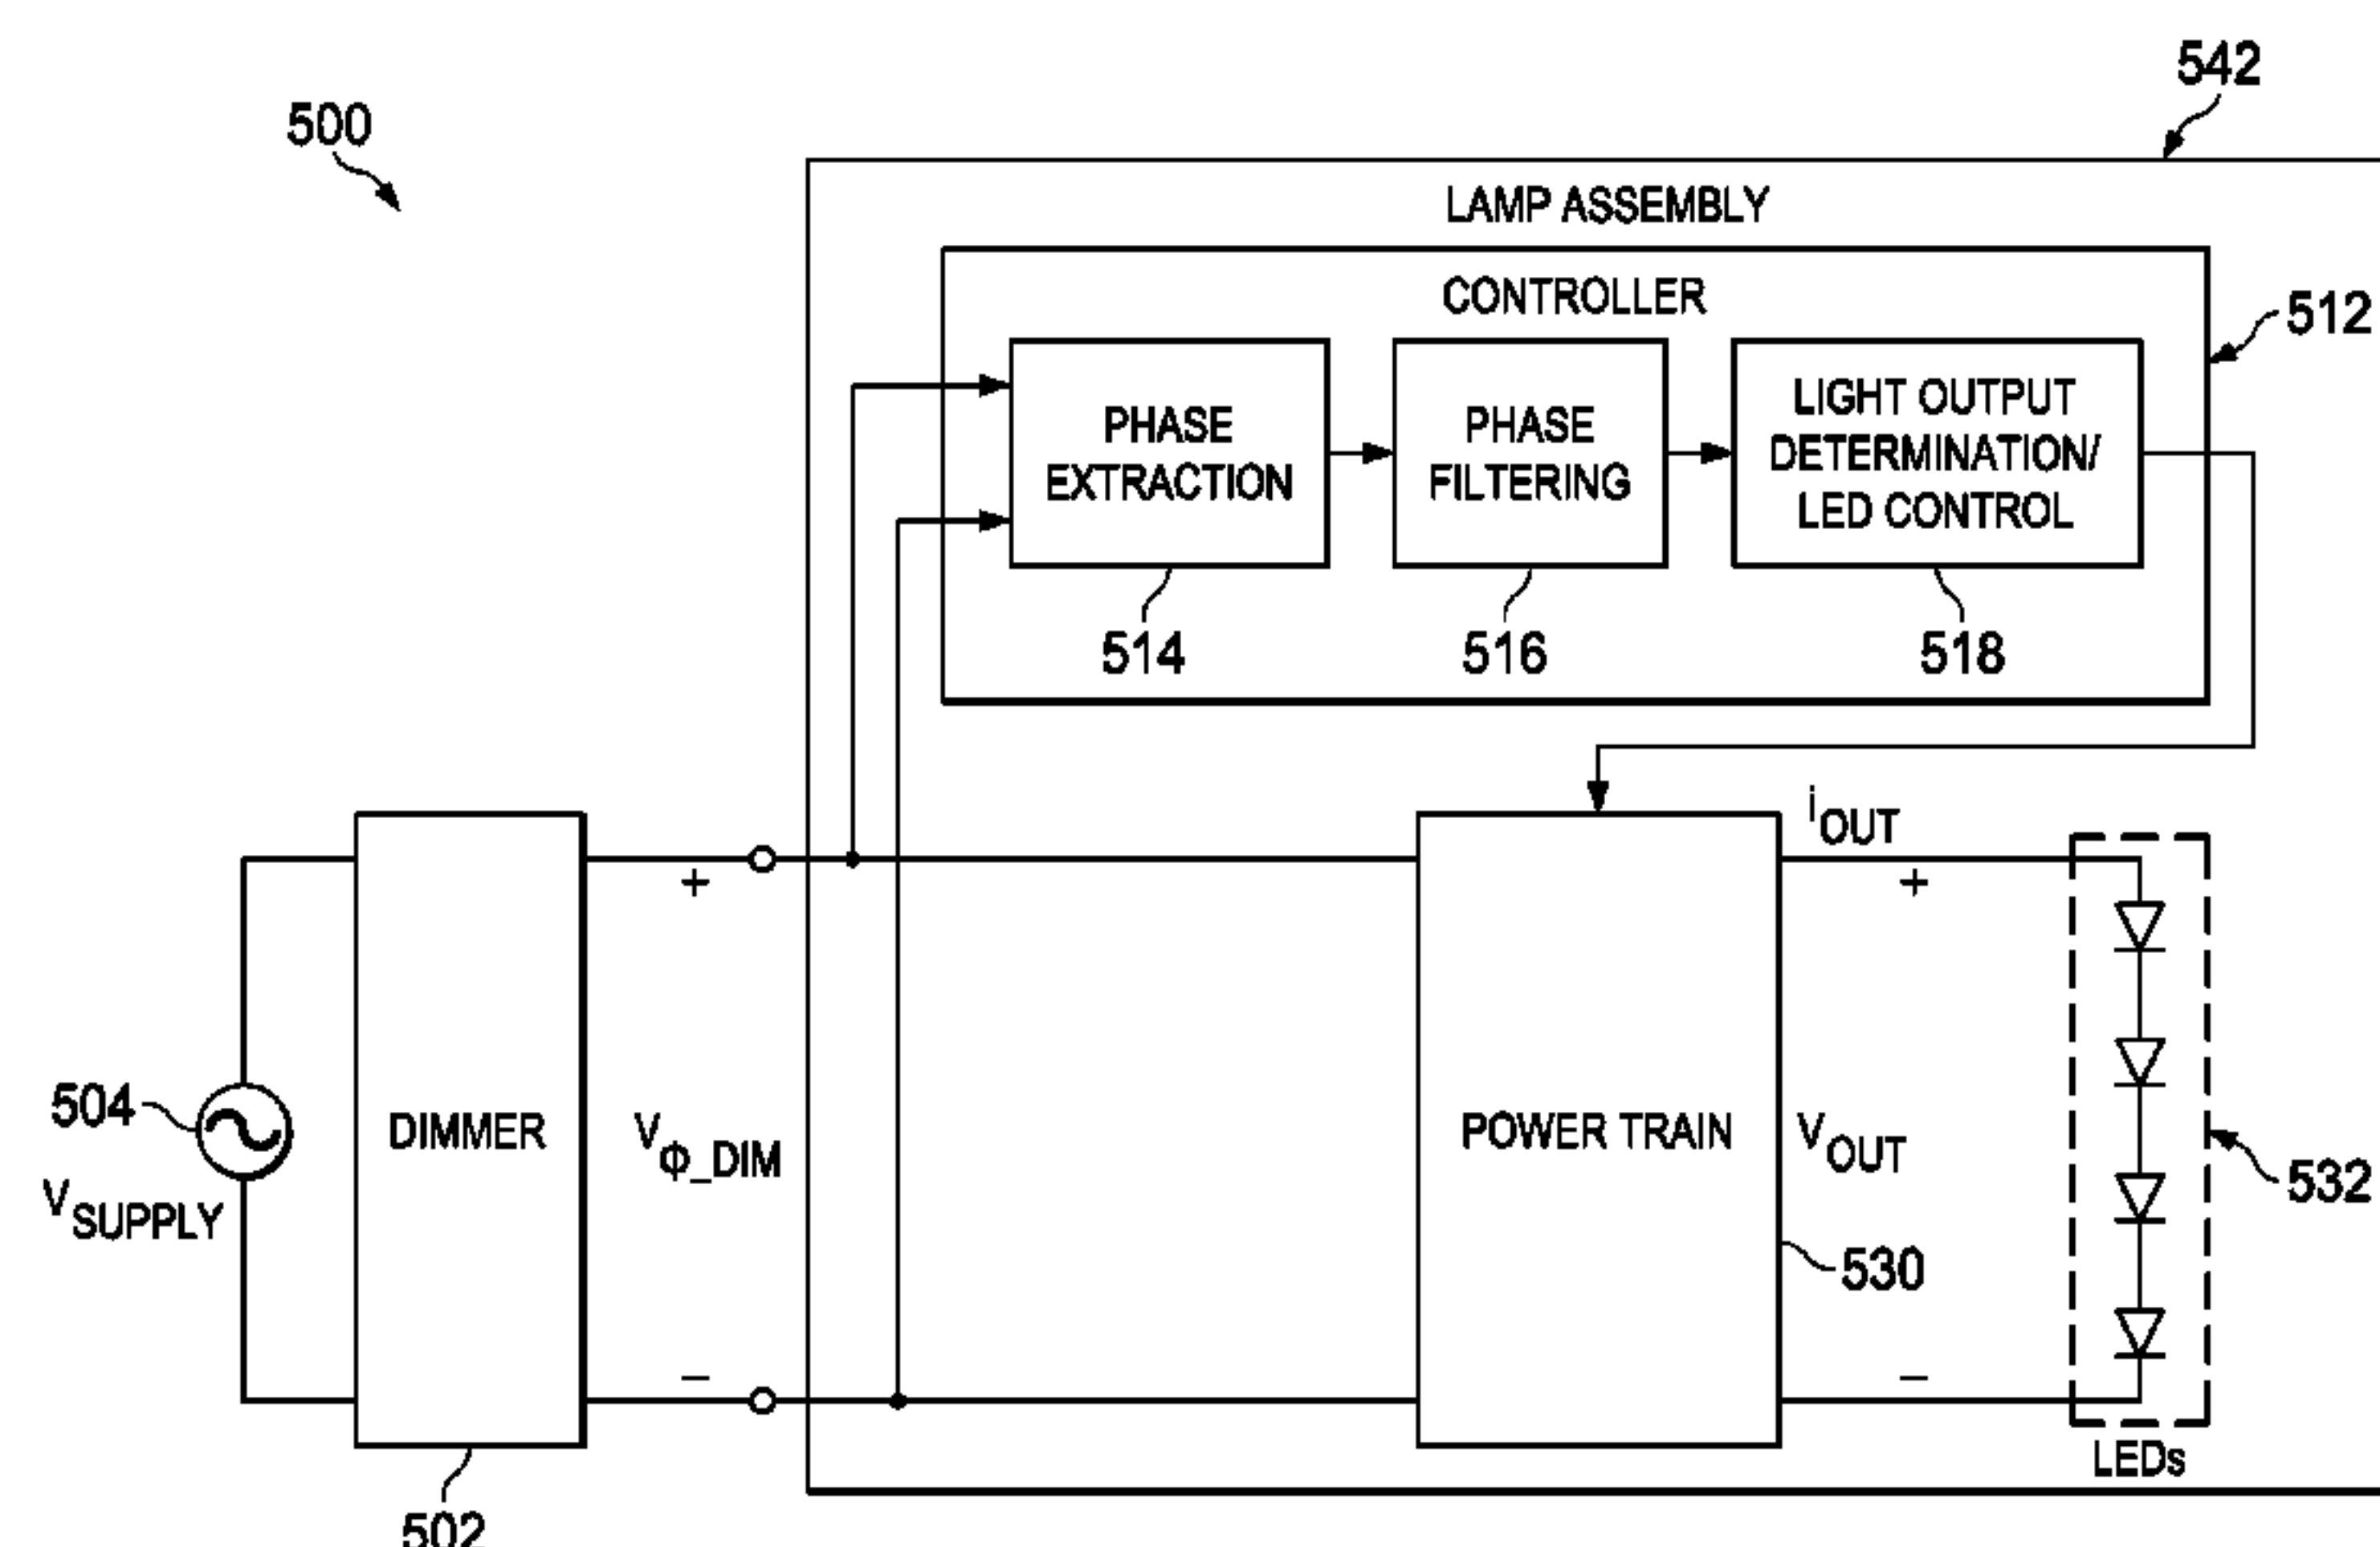 542
500
LAMP ASSEMBLY
CONTROLLER
512
PHASE
EXTRACTION
PHASE
FILTERING
LIGHT OUTPUT
DETERMINATION/
LED CONTROL
514
516
518
iOUT
+
+
504
VSUPPLY
DIMMER
Vϕ_DIM
POWER TRAIN
VOUT
532
530
−
−
LEDs
502